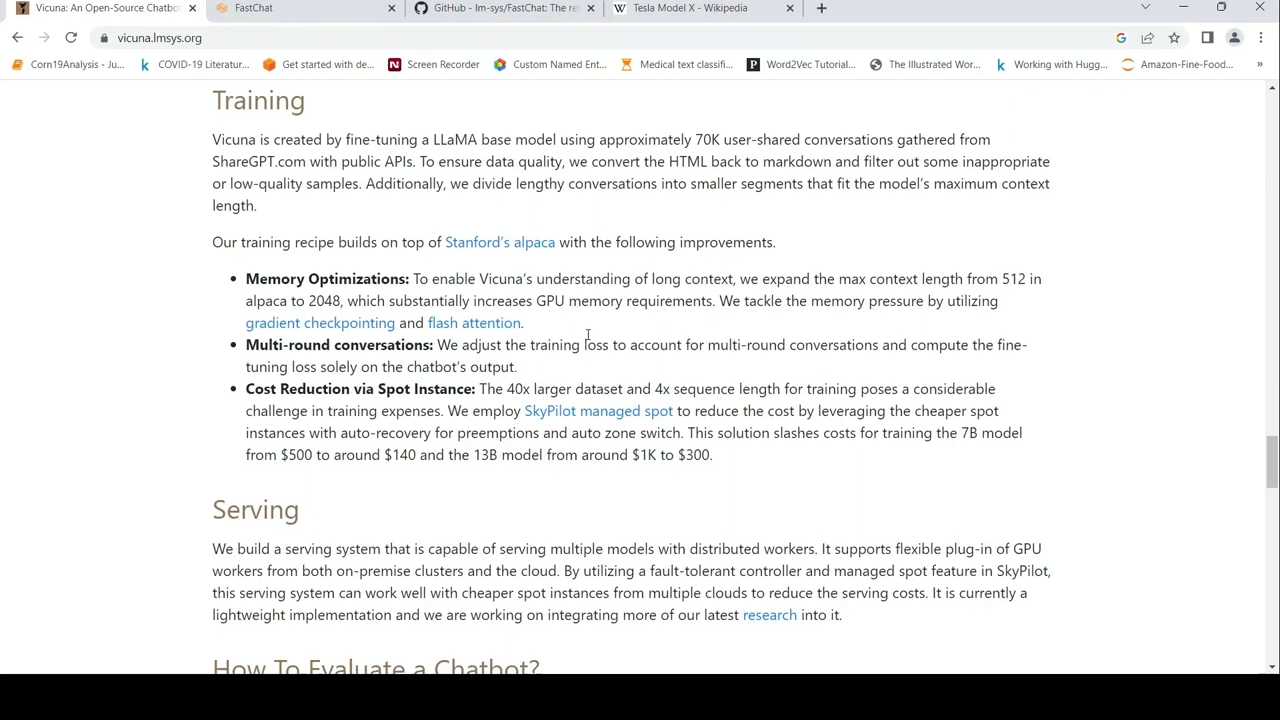 Vicuna: An Open-Source Chatbo
FastChat
GitHub - lm-sys/FastChat: The re
Tesla Model X - Wikipedia
vicuna.lmsys.org
Corn19Analysis - Ju...
COVID-19 Literatur...
Get started with de...
Screen Recorder
Custom Named Ent...
Medical text classifi...
Word2Vec Tutorial...
The Illustrated Wor...
Working with Hugg...
Amazon-Fine-Food...
Training
Vicuna is created by fine-tuning a LLaMA base model using approximately 70K user-shared conversations gathered from
ShareGPT.com with public APIs. To ensure data quality, we convert the HTML back to markdown and filter out some inappropriate
or low-quality samples. Additionally, we divide lengthy conversations into smaller segments that fit the model's maximum context
length.
Our training recipe builds on top of Stanford's alpaca with the following improvements.
• Memory Optimizations: To enable Vicuna's understanding of long context, we expand the max context length from 512 in
alpaca to 2048, which substantially increases GPU memory requirements. We tackle the memory pressure by utilizing
gradient checkpointing and flash attention.
• Multi-round conversations: We adjust the training loss to account for multi-round conversations and compute the fine-
tuning loss solely on the chatbot's output.
• Cost Reduction via Spot Instance: The 40x larger dataset and 4x sequence length for training poses a considerable
challenge in training expenses. We employ SkyPilot managed spot to reduce the cost by leveraging the cheaper spot
instances with auto-recovery for preemptions and auto zone switch. This solution slashes costs for training the 7B model
from $500 to around $140 and the 13B model from around $1K to $300.
Serving
We build a serving system that is capable of serving multiple models with distributed workers. It supports flexible plug-in of GPU
workers from both on-premise clusters and the cloud. By utilizing a fault-tolerant controller and managed spot feature in SkyPilot,
this serving system can work well with cheaper spot instances from multiple clouds to reduce the serving costs. It is currently a
lightweight implementation and we are working on integrating more of our latest research into it.
How To Evaluate a Chatbot?